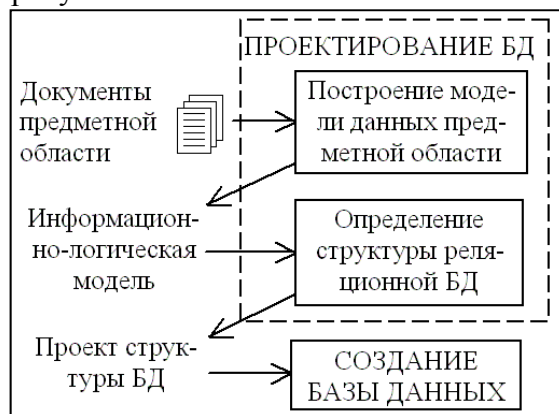 ПРОЕКТИРОВАНИЕ БД
Документы
предметной
области
Построение моде-
ли данных пред-
метной области
Информацион-
но-логическая
модель
Определение
структуры реля-
ционной БД
Проект струк-
туры БД
СОЗДАНИЕ
БАЗЫ ДАННЫХ